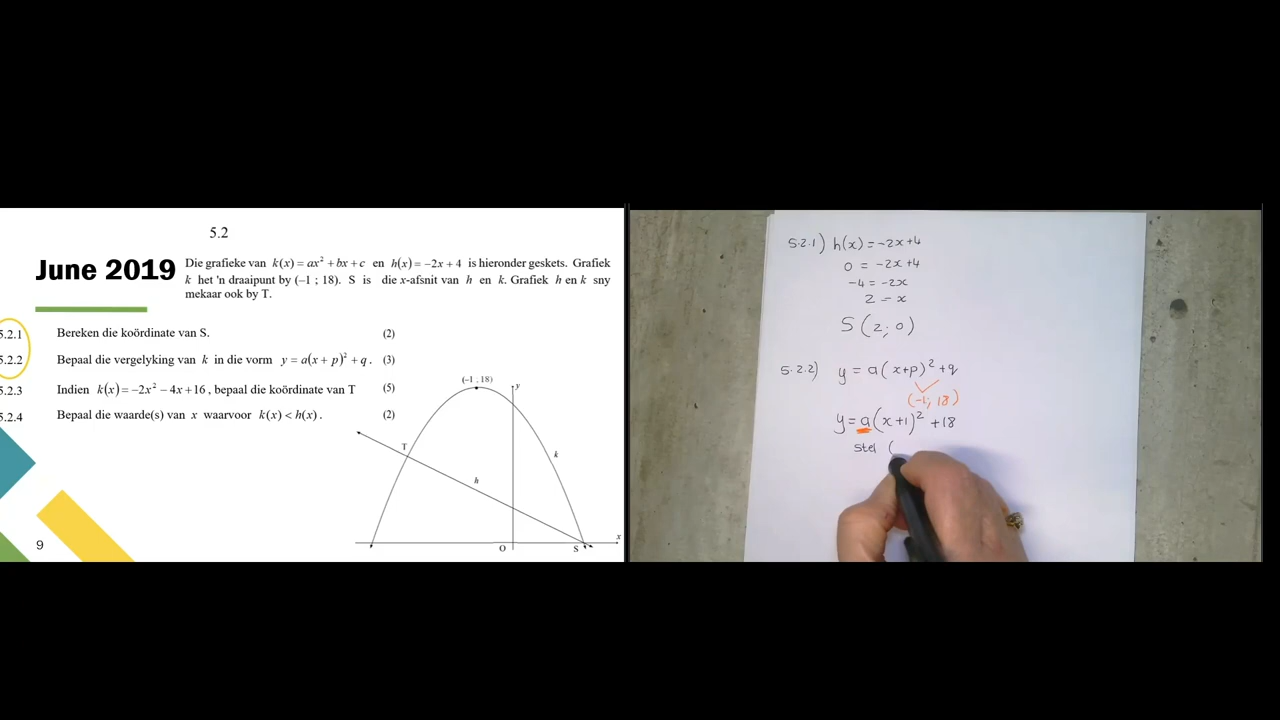 5.2
June 2019
Die grafieke van k(x) = ax² + bx + c en h(x) = −2x + 4 is hieronder geskets. Grafiek
k het 'n draaipunt by (−1 ; 18). S is die x-afsnit van h en k. Grafiek h en k sny
mekaar ook by T.
5.2.1 Bereken die koördinate van S. (2)
5.2.2 Bepaal die vergelyking van k in die vorm y = a(x + p)² + q. (3)
5.2.3 Indien k(x) = −2x² − 4x + 16, bepaal die koördinate van T (5)
5.2.4 Bepaal die waarde(s) van x waarvoor k(x) < h(x). (2)
(−1 ; 18)
y
T
k
h
x
O
S
9
5.2.1) h(x) = -2x+4
0 = -2x+4
-4 = -2x
2 = x
S(2; 0)
5.2.2) y = a(x+p)² + q
(-1; 18)
y = a(x+1)² + 18
stel (